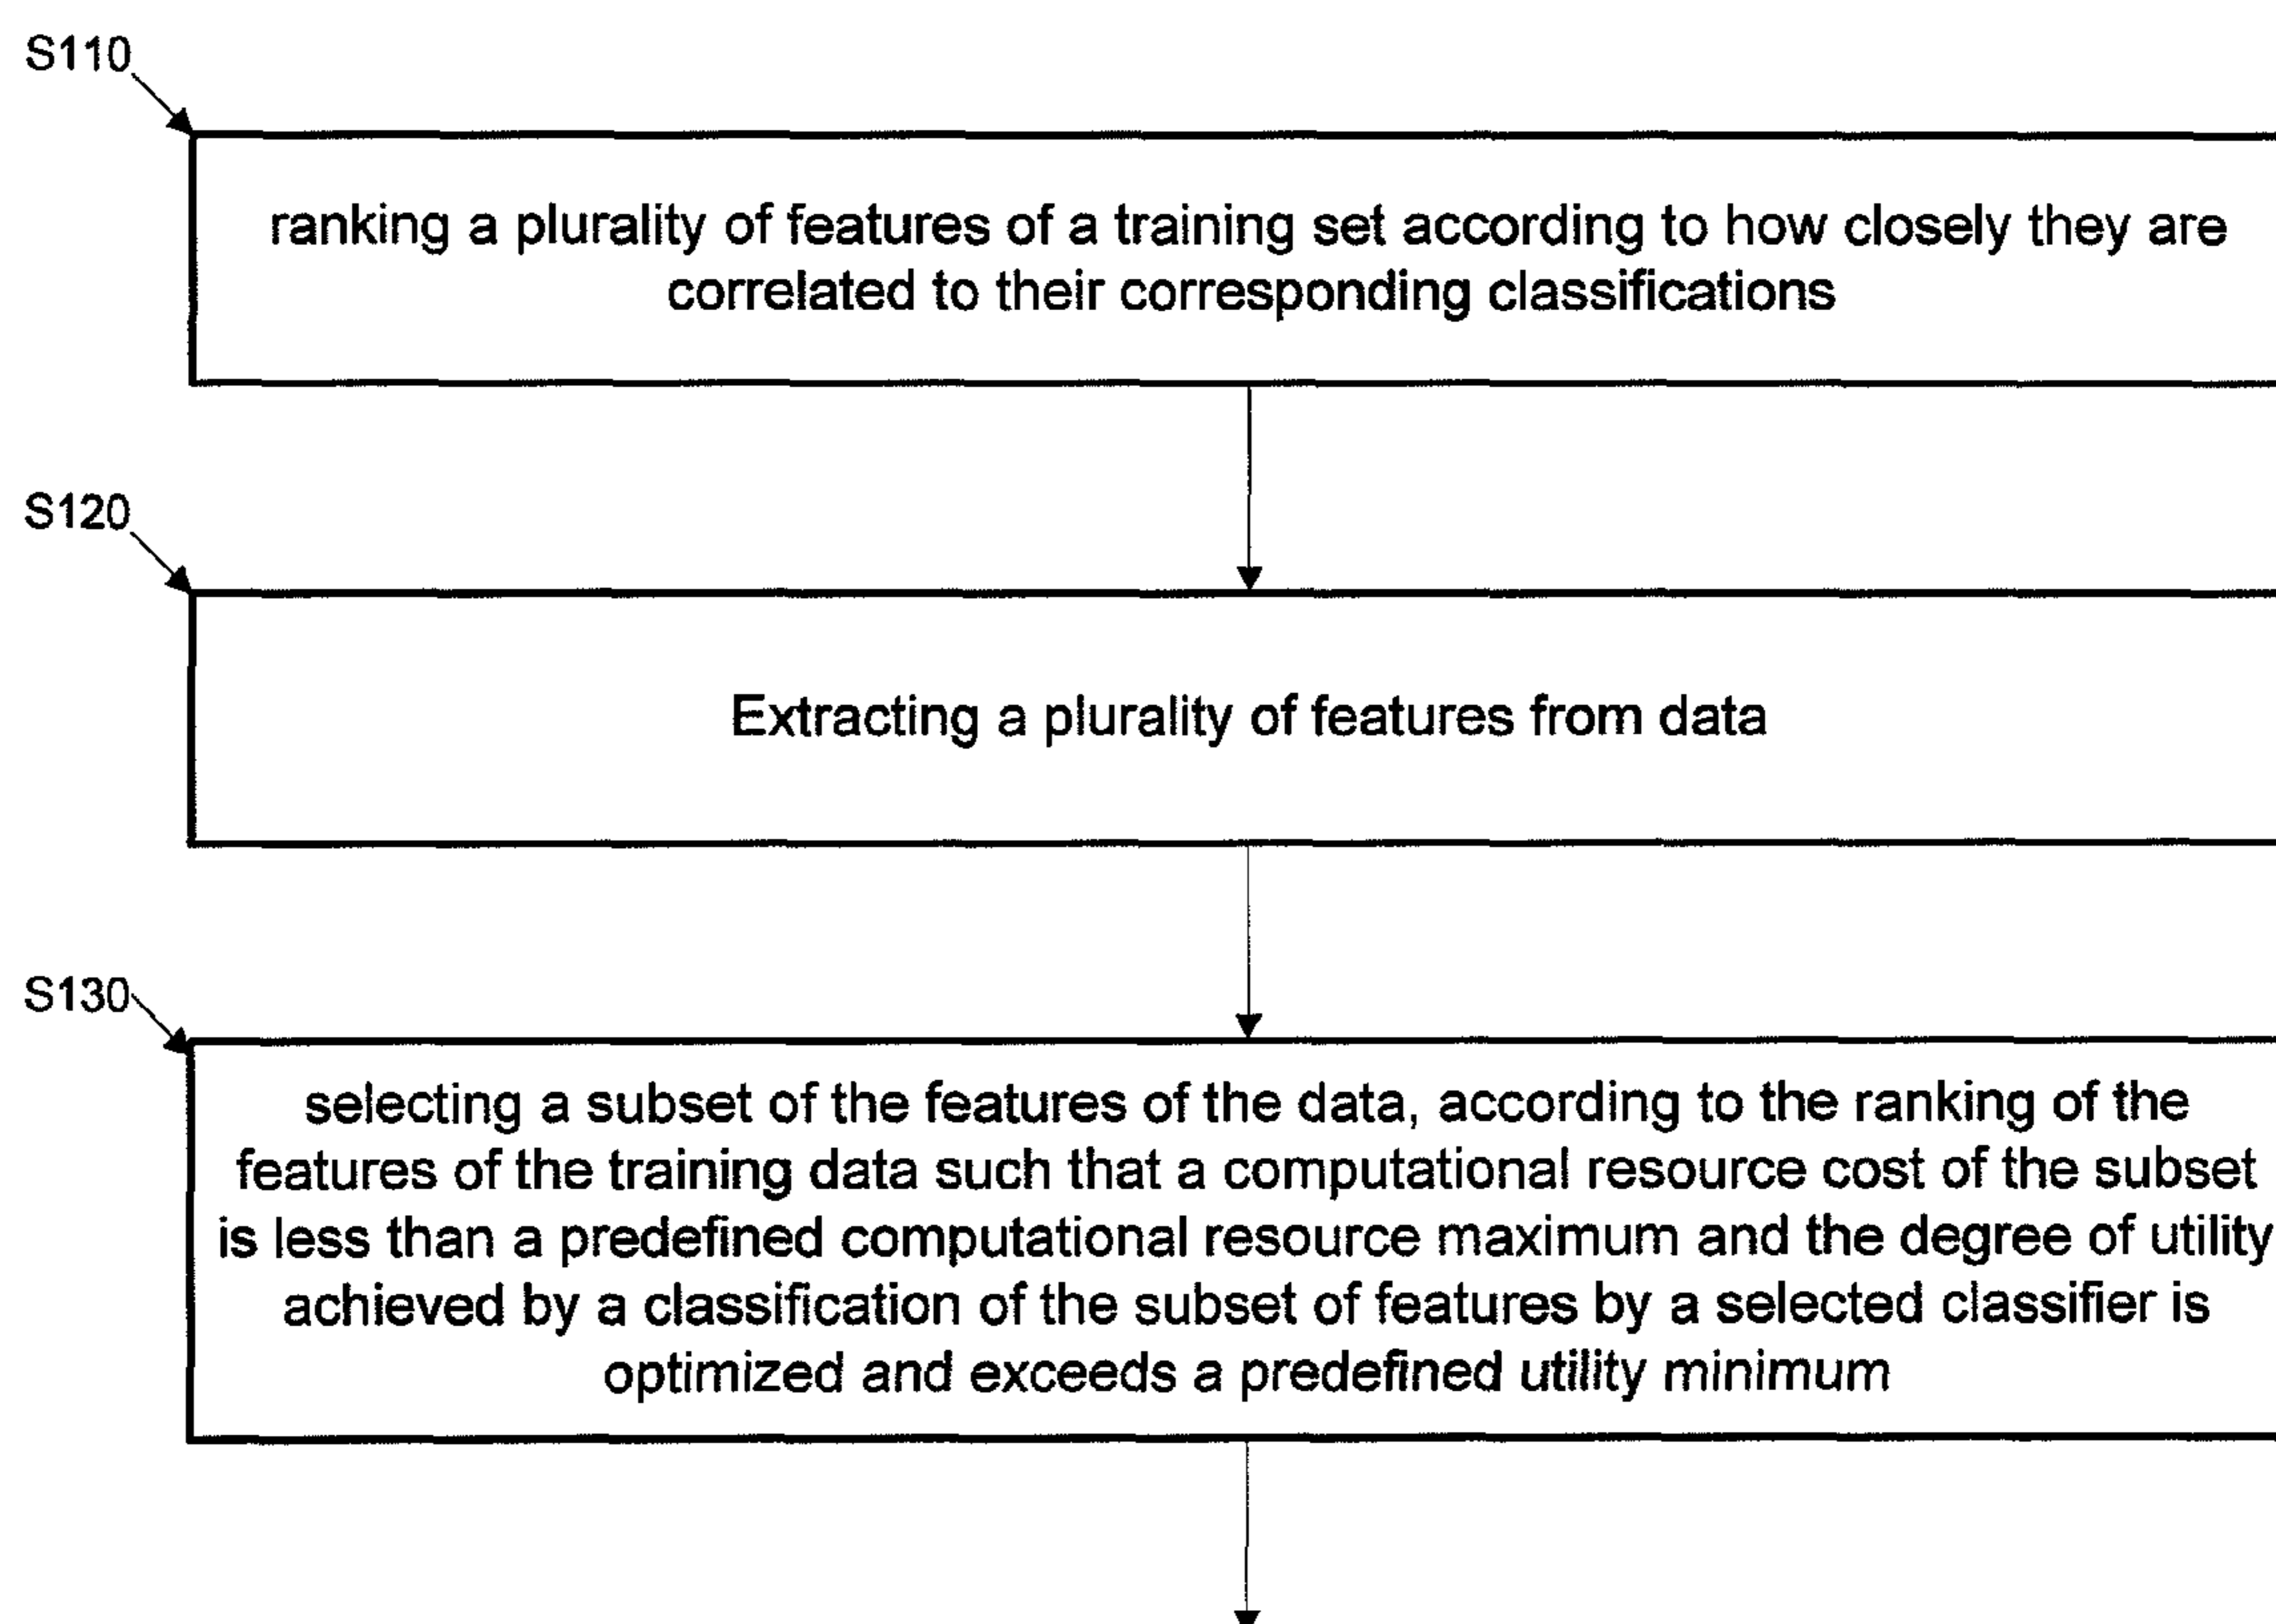 S110
ranking a plurality of features of a training set according to how closely they are
correlated to their corresponding classifications
S120
Extracting a plurality of features from data
S130
selecting a subset of the features of the data, according to the ranking of the
features of the training data such that a computational resource cost of the subset
is less than a predefined computational resource maximum and the degree of utility
achieved by a classification of the subset of features by a selected classifier is
optimized and exceeds a predefined utility minimum